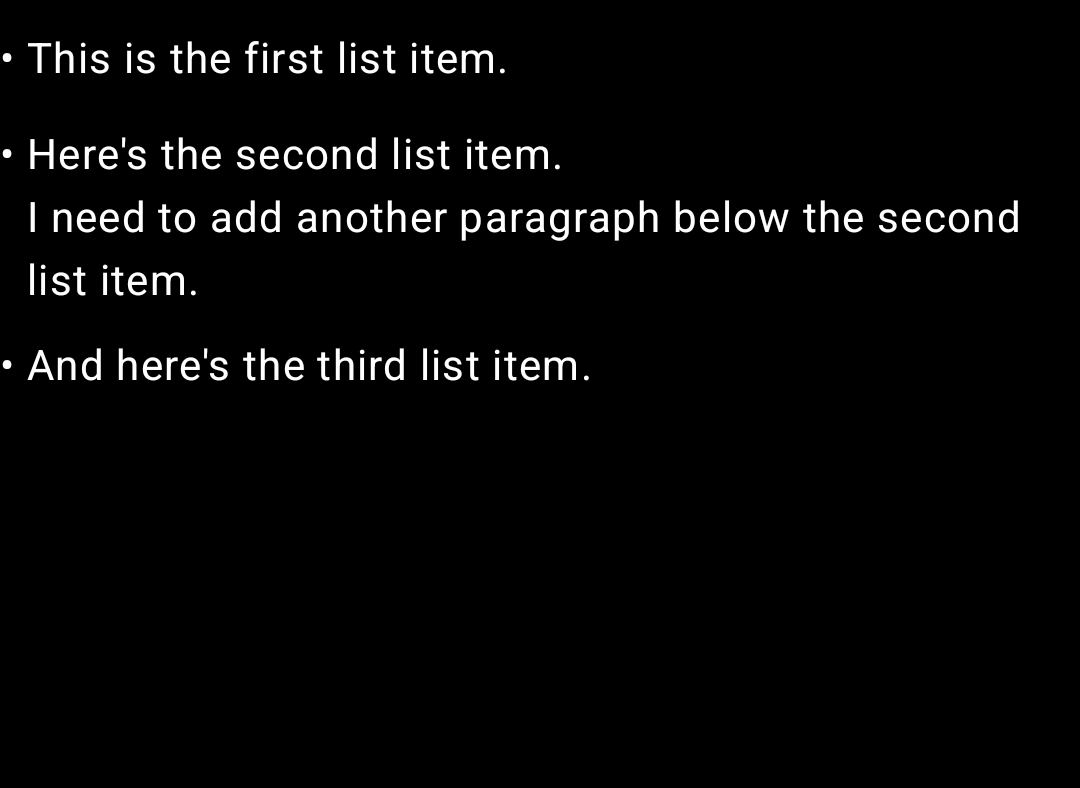 • This is the first list item.
• Here's the second list item.
I need to add another paragraph below the second
list item.
• And here's the third list item.